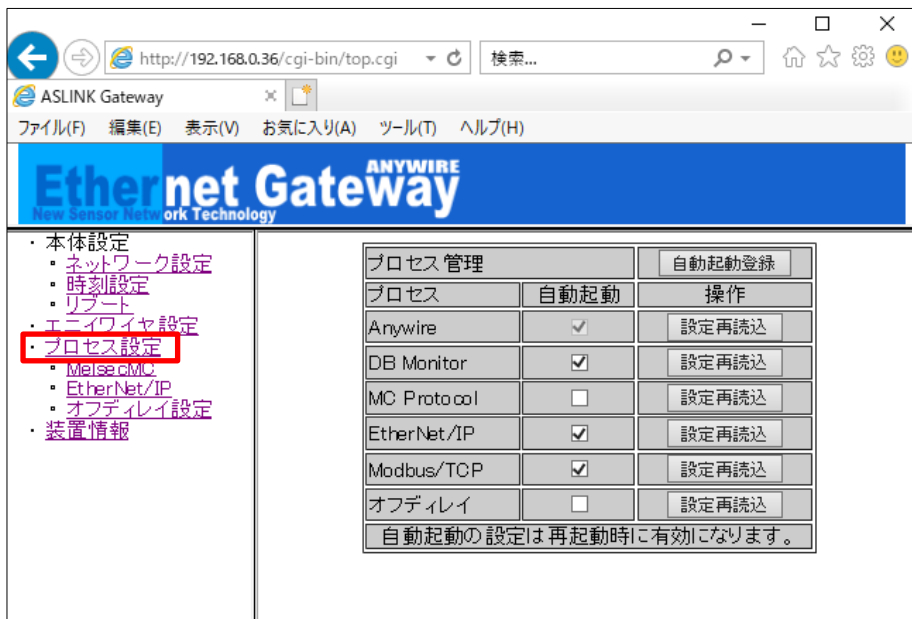 http://192.168.0.36/cgi-bin/top.cgi 検索...
ASLINK Gateway
ファイル(F) 編集(E) 表示(V) お気に入り(A) ツール(T) ヘルプ(H)
Ethernet Gateway ANYWIRE
New Sensor Network Technology
・本体設定
ネットワーク設定
時刻設定
リブート
・エニイワイヤ設定
・プロセス設定
MelsecMC
EtherNet/IP
オフディレイ設定
・装置情報
プロセス管理 自動起動登録
プロセス 自動起動 操作
Anywire 設定再読込
DB Monitor 設定再読込
MC Protocol 設定再読込
EtherNet/IP 設定再読込
Modbus/TCP 設定再読込
オフディレイ 設定再読込
自動起動の設定は再起動時に有効になります。